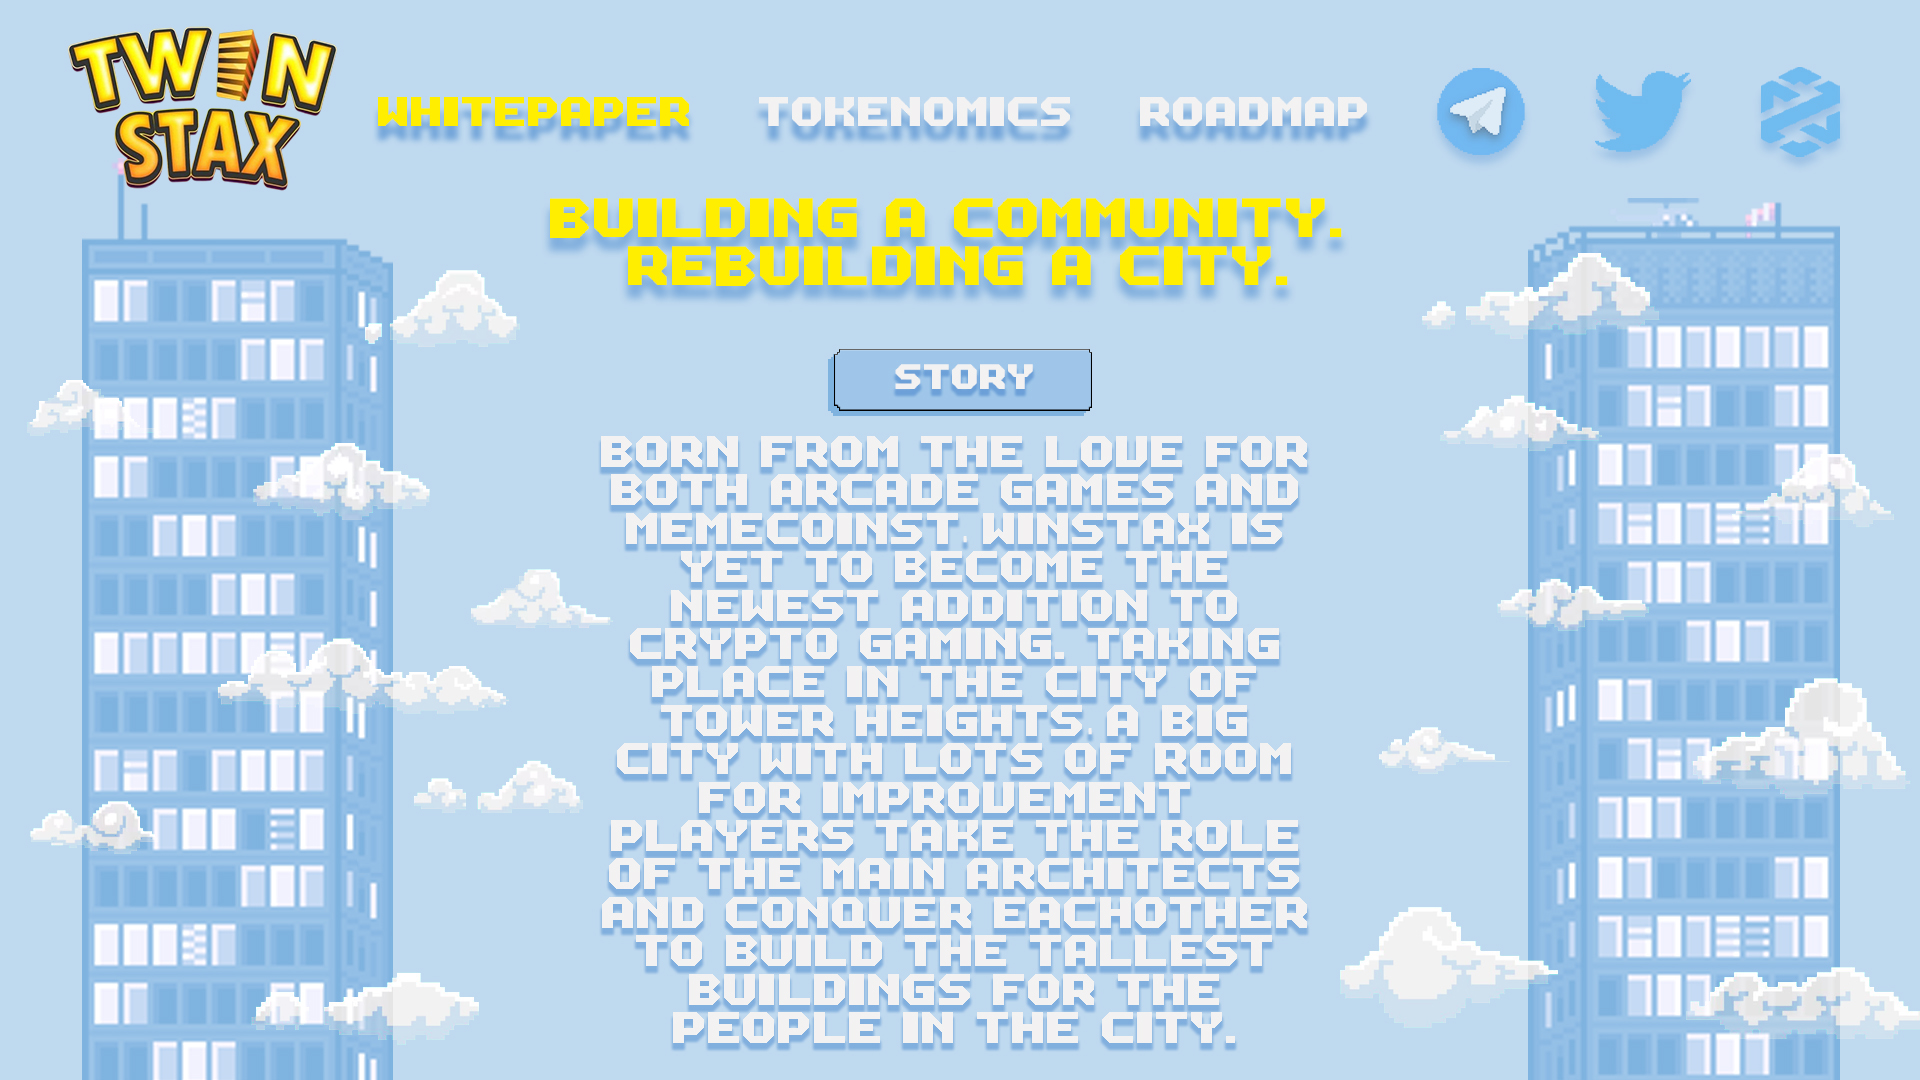 TWIN
STAX
WHITEPAPER TOKENOMICS ROADMAP
BUILDING A COMMUNITY.
REBUILDING A CITY.
STORY
BORN FROM THE LOVE FOR
BOTH ARCADE GAMES AND
MEMECOINST, WINSTAX IS
YET TO BECOME THE
NEWEST ADDITION TO
CRYPTO GAMING. TAKING
PLACE IN THE CITY OF
TOWER HEIGHTS, A BIG
CITY WITH LOTS OF ROOM
FOR IMPROVEMENT
PLAYERS TAKE THE ROLE
OF THE MAIN ARCHITECTS
AND CONQUER EACHOTHER
TO BUILD THE TALLEST
BUILDINGS FOR THE
PEOPLE IN THE CITY.